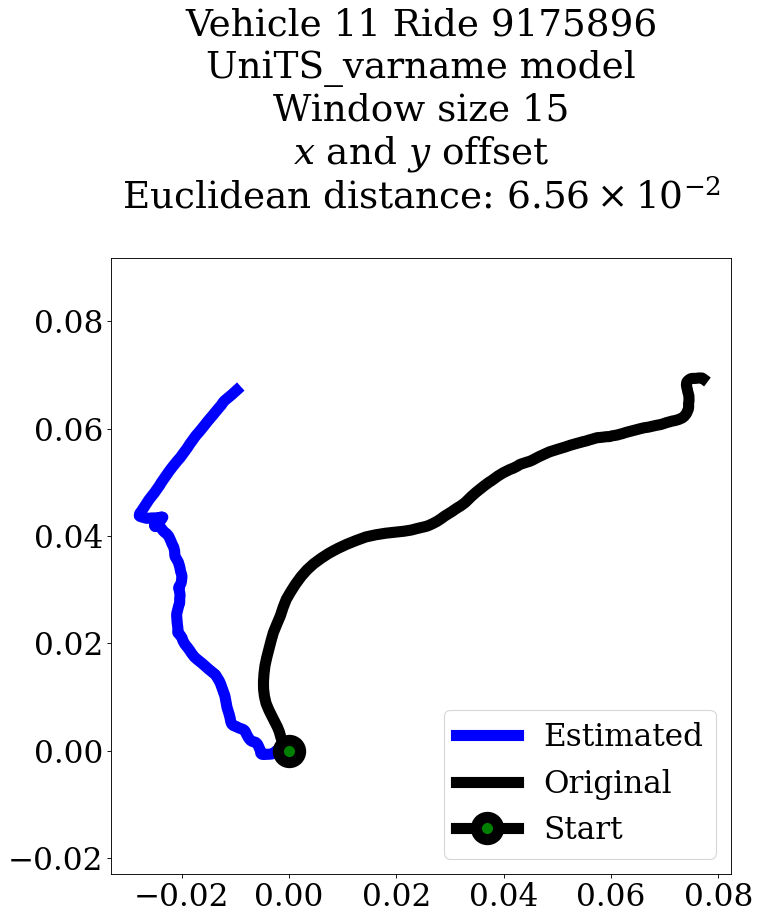 Vehicle 11 Ride 9175896
UniTS_varname model
Window size 15
x and y offset
Euclidean distance: 6.56 × 10⁻²
0.08
0.06
0.04
0.02
0.00
−0.02
Estimated
Original
Start
−0.02 0.00 0.02 0.04 0.06 0.08